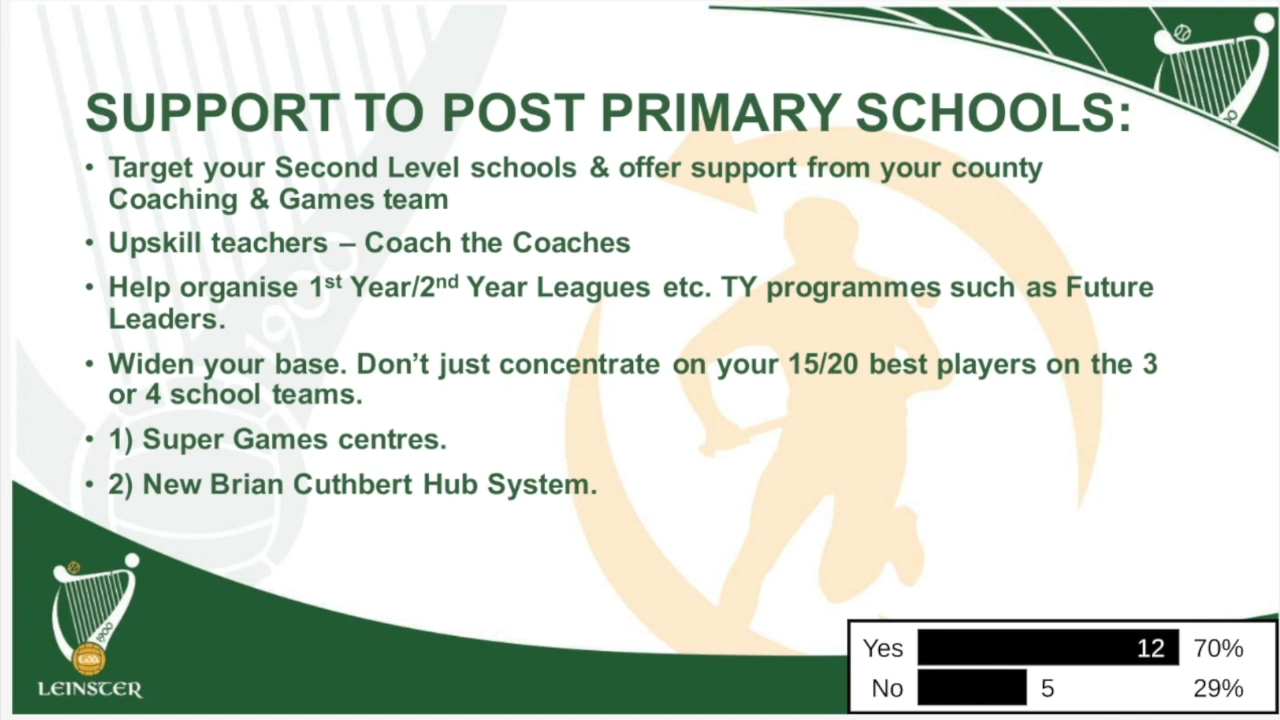 SUPPORT TO POST PRIMARY SCHOOLS:
• Target your Second Level schools & offer support from your county
Coaching & Games team
• Upskill teachers – Coach the Coaches
• Help organise 1st Year/2nd Year Leagues etc. TY programmes such as Future
Leaders.
• Widen your base. Don’t just concentrate on your 15/20 best players on the 3
or 4 school teams.
• 1) Super Games centres.
• 2) New Brian Cuthbert Hub System.
1900
1900
GAA
LEINSTER
Yes 12 70%
No 5 29%